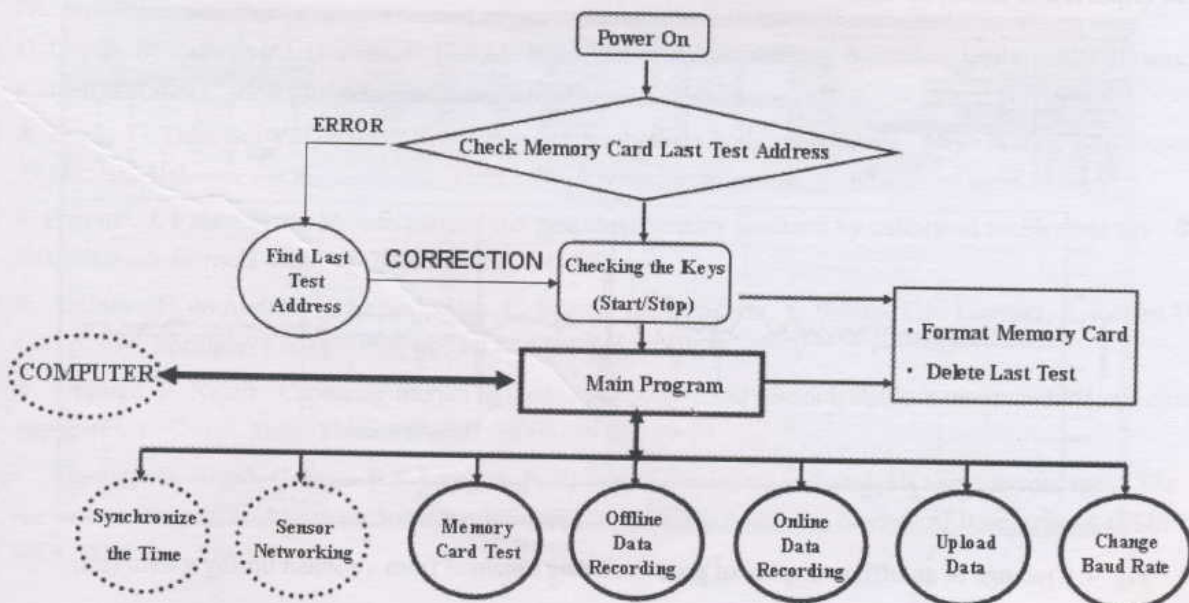 Power On
ERROR
Check Memory Card Last Test Address
Find Last
Test
Address
CORRECTION
Checking the Keys
(Start/Stop)
• Format Memory Card
• Delete Last Test
COMPUTER
Main Program
Synchronize
the Time
Sensor
Networking
Memory
Card Test
Offline
Data
Recording
Online
Data
Recording
Upload
Data
Change
Baud Rate